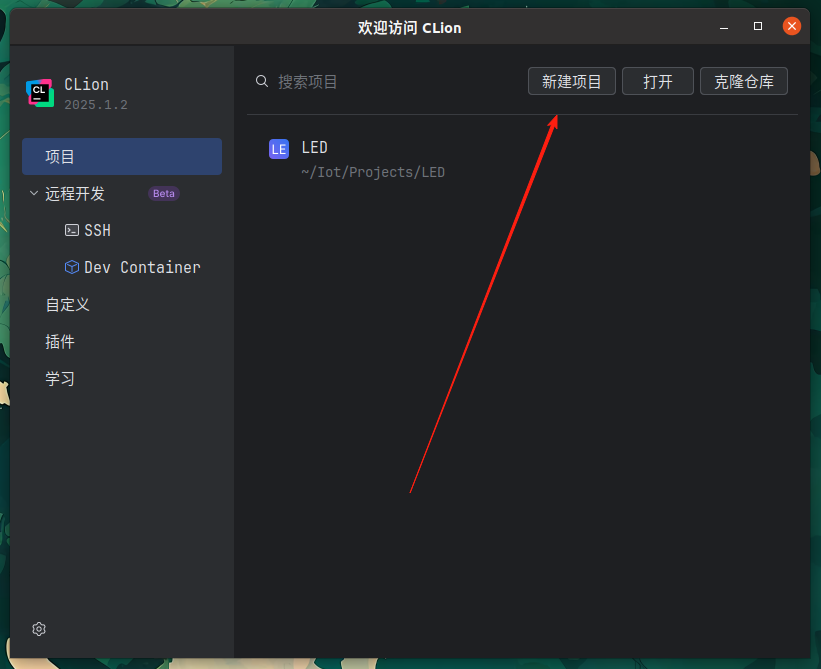 欢迎访问 CLion
CL
CLion
2025.1.2
项目
远程开发 Beta
SSH
Dev Container
自定义
插件
学习
搜索项目
新建项目 打开 克隆仓库
LE LED
~/Iot/Projects/LED